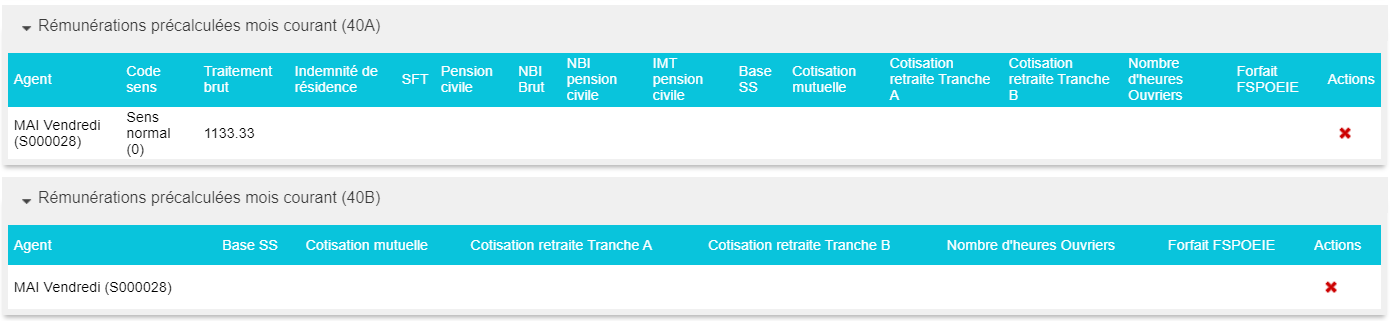 Rémunérations précalculées mois courant (40A)
Agent Code sens Traitement brut Indemnité de résidence SFT Pension civile NBI Brut NBI pension civile IMT pension civile Base SS Cotisation mutuelle Cotisation retraite Tranche A Cotisation retraite Tranche B Nombre d'heures Ouvriers Forfait FSPOEIE Actions
MAI Vendredi (S000028) Sens normal (0) 1133.33
Rémunérations précalculées mois courant (40B)
Agent Base SS Cotisation mutuelle Cotisation retraite Tranche A Cotisation retraite Tranche B Nombre d'heures Ouvriers Forfait FSPOEIE Actions
MAI Vendredi (S000028)